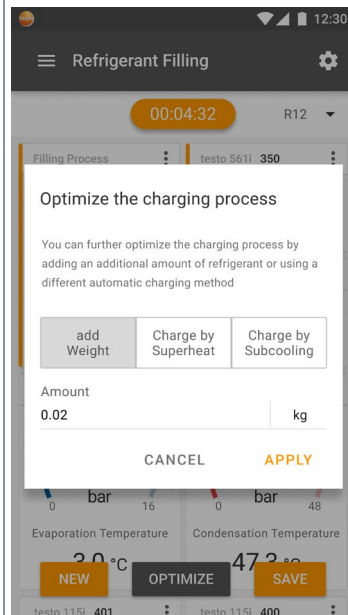 testo
12:30
Refrigerant Filling
00:04:32
R12
Filling Process
testo 561i 350
Optimize the charging process
You can further optimize the charging process by
adding an additional amount of refrigerant or using a
different automatic charging method
add
Weight
Charge by
Superheat
Charge by
Subcooling
Amount
0.02
kg
CANCEL
APPLY
0
bar
16
0
bar
48
Evaporation Temperature
Condensation Temperature
°C
47.3 °C
NEW
OPTIMIZE
SAVE
testo 115i 401
testo 115i 400